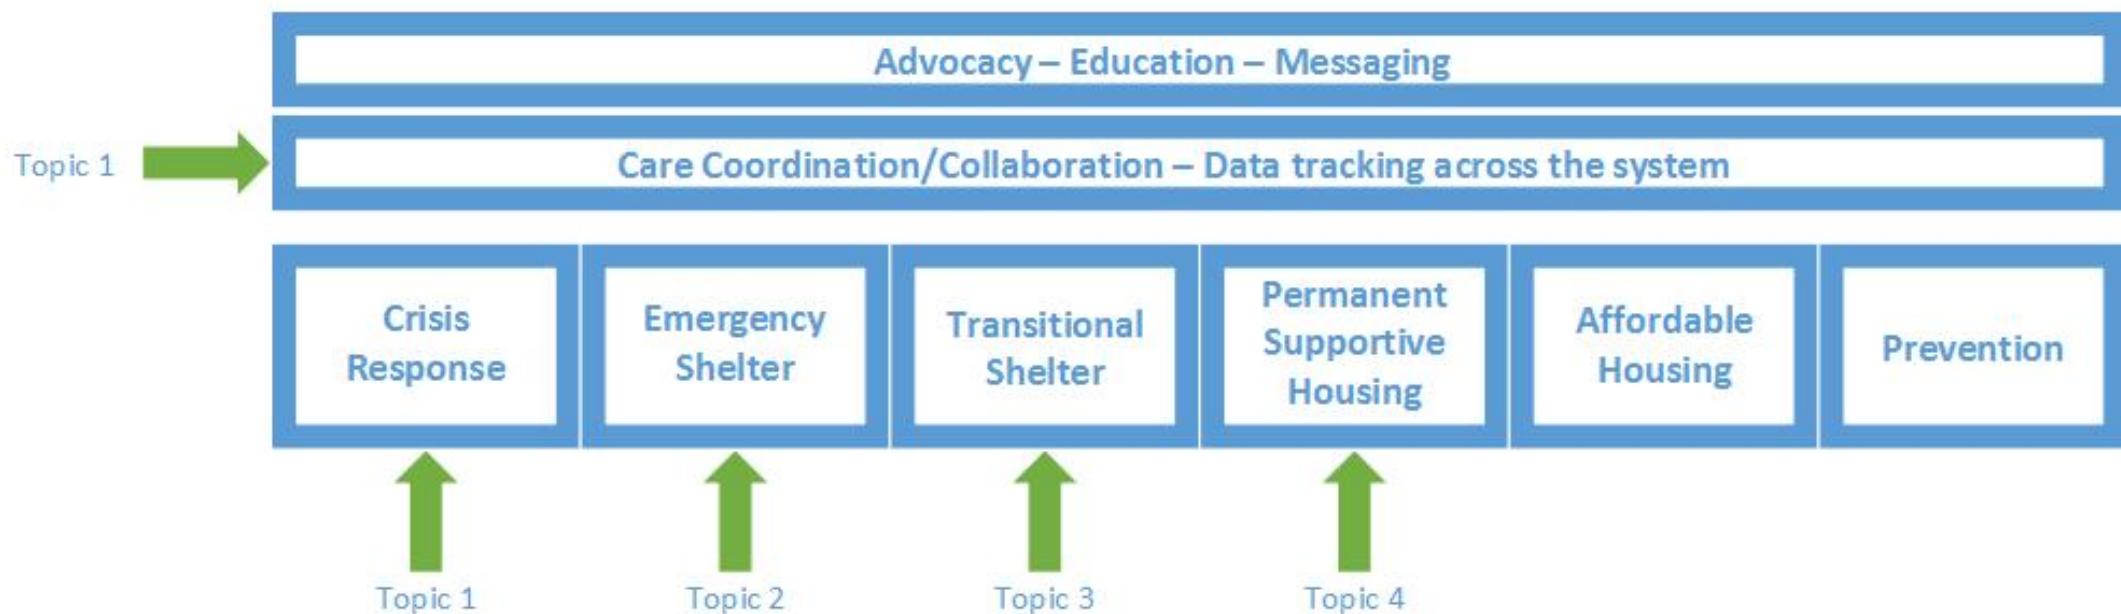 Advocacy – Education – Messaging
Topic 1
Care Coordination/Collaboration – Data tracking across the system
Crisis
Response
Emergency
Shelter
Transitional
Shelter
Permanent
Supportive
Housing
Affordable
Housing
Prevention
Topic 1
Topic 2
Topic 3
Topic 4